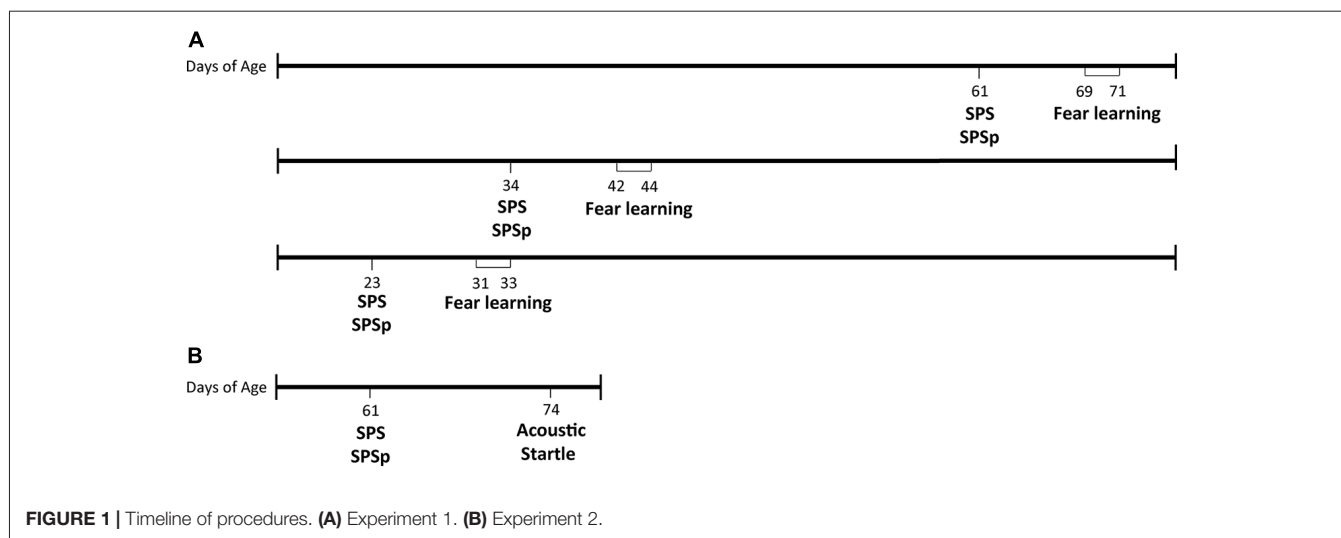 A
Days of Age
61 69 71
SPS Fear learning
SPSp
34 42 44
SPS Fear learning
SPSp
23 31 33
SPS Fear learning
SPSp
B
Days of Age
61 74
SPS Acoustic
SPSp Startle
FIGURE 1 | Timeline of procedures. (A) Experiment 1. (B) Experiment 2.